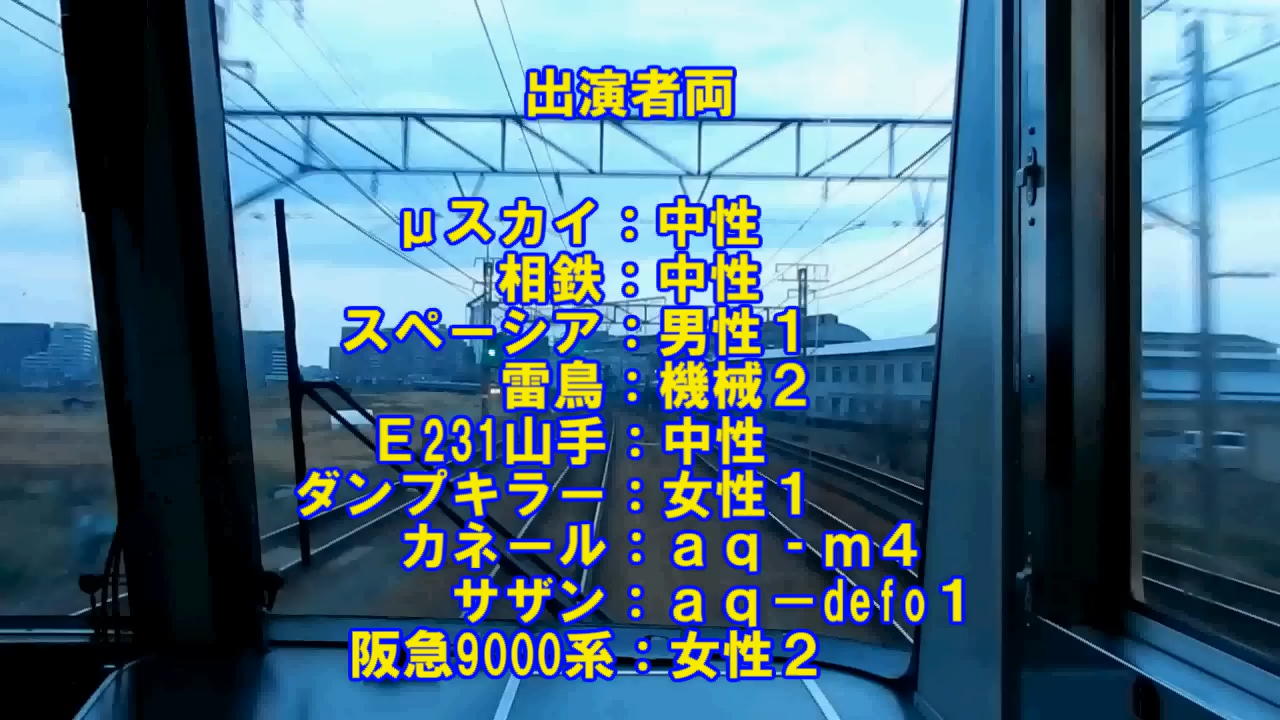 出演者両
μスカイ：中性
相鉄：中性
スペーシア：男性１
雷鳥：機械２
Ｅ231山手：中性
ダンプキラー：女性１
カネール：ａｑ‐ｍ４
サザン：ａｑ－defo１
阪急9000系：女性２